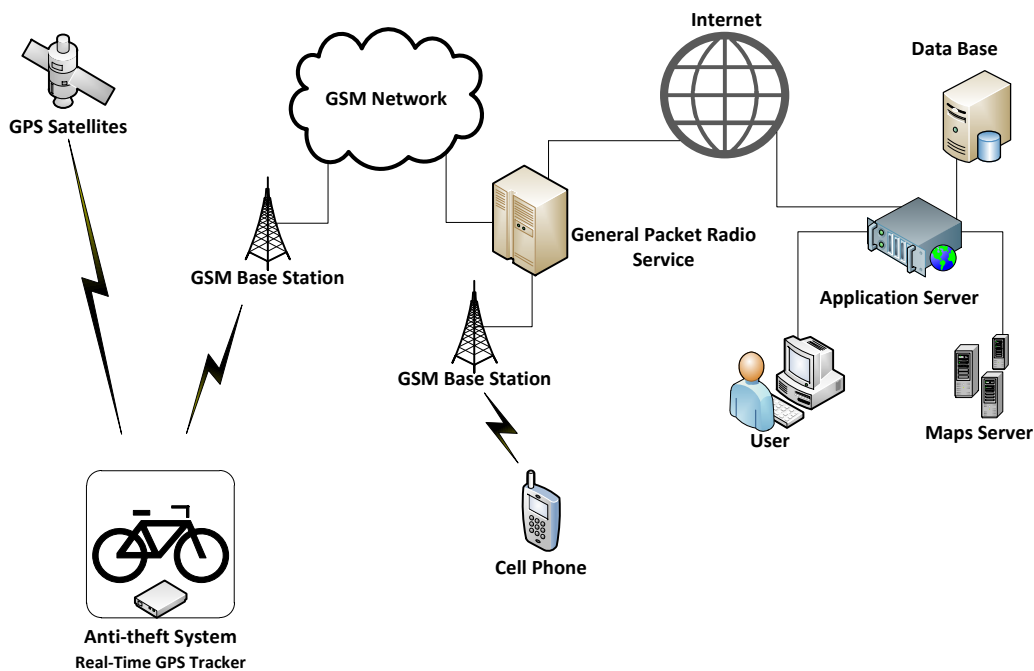 Internet
Data Base
GSM Network
GPS Satellites
General Packet Radio
Service
GSM Base Station
Application Server
GSM Base Station
User
Maps Server
Cell Phone
Anti-theft System
Real-Time GPS Tracker